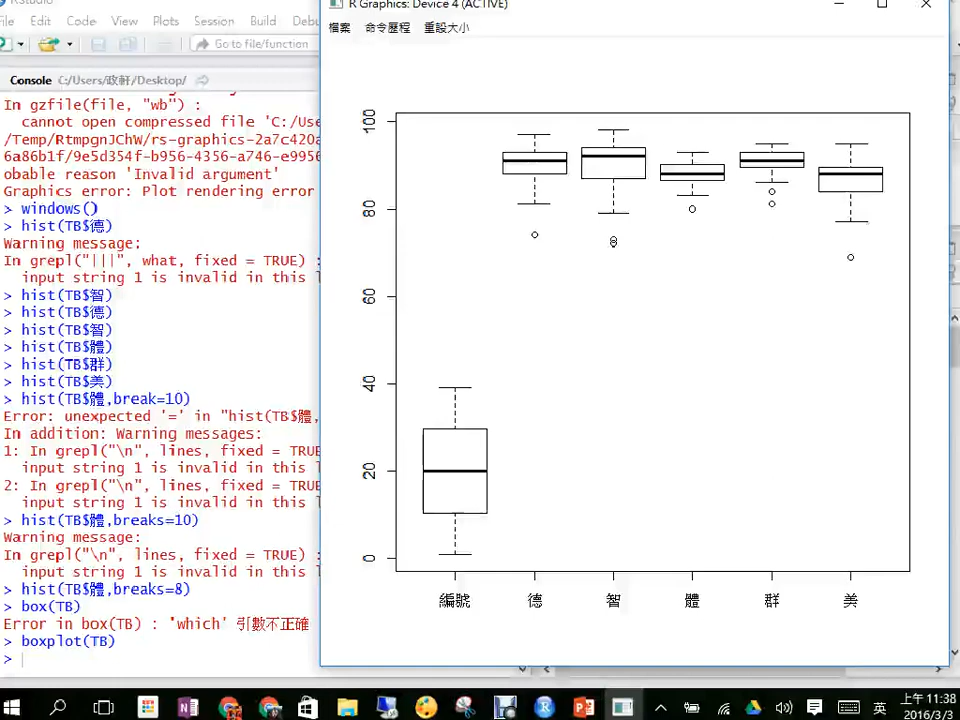 RStudio
File Edit Code View Plots Session Build Debu
Go to file/function
Console C:/Users/政軒/Desktop/
In gzfile(file, "wb") :
cannot open compressed file 'C:/Use
/Temp/RtmpgnJChW/rs-graphics-2a7c420a
6a86b1f/9e5d354f-b956-4356-a746-e9956
obable reason 'Invalid argument'
Graphics error: Plot rendering error
> windows()
> hist(TB$德)
Warning message:
In grepl("|||", what, fixed = TRUE) :
input string 1 is invalid in this l
> hist(TB$智)
> hist(TB$德)
> hist(TB$智)
> hist(TB$體)
> hist(TB$群)
> hist(TB$美)
> hist(TB$體,break=10)
Error: unexpected '=' in "hist(TB$體,
In addition: Warning messages:
1: In grepl("\n", lines, fixed = TRUE
input string 1 is invalid in this l
2: In grepl("\n", lines, fixed = TRUE
input string 1 is invalid in this l
> hist(TB$體,breaks=10)
Warning message:
In grepl("\n", lines, fixed = TRUE) :
input string 1 is invalid in this l
> hist(TB$體,breaks=8)
> box(TB)
Error in box(TB) : 'which' 引數不正確
> boxplot(TB)
>
R Graphics: Device 4 (ACTIVE)
檔案 命令歷程 重設大小
100
80
60
40
20
0
編號 德 智 體 群 美
英
上午 11:38
2016/3/3